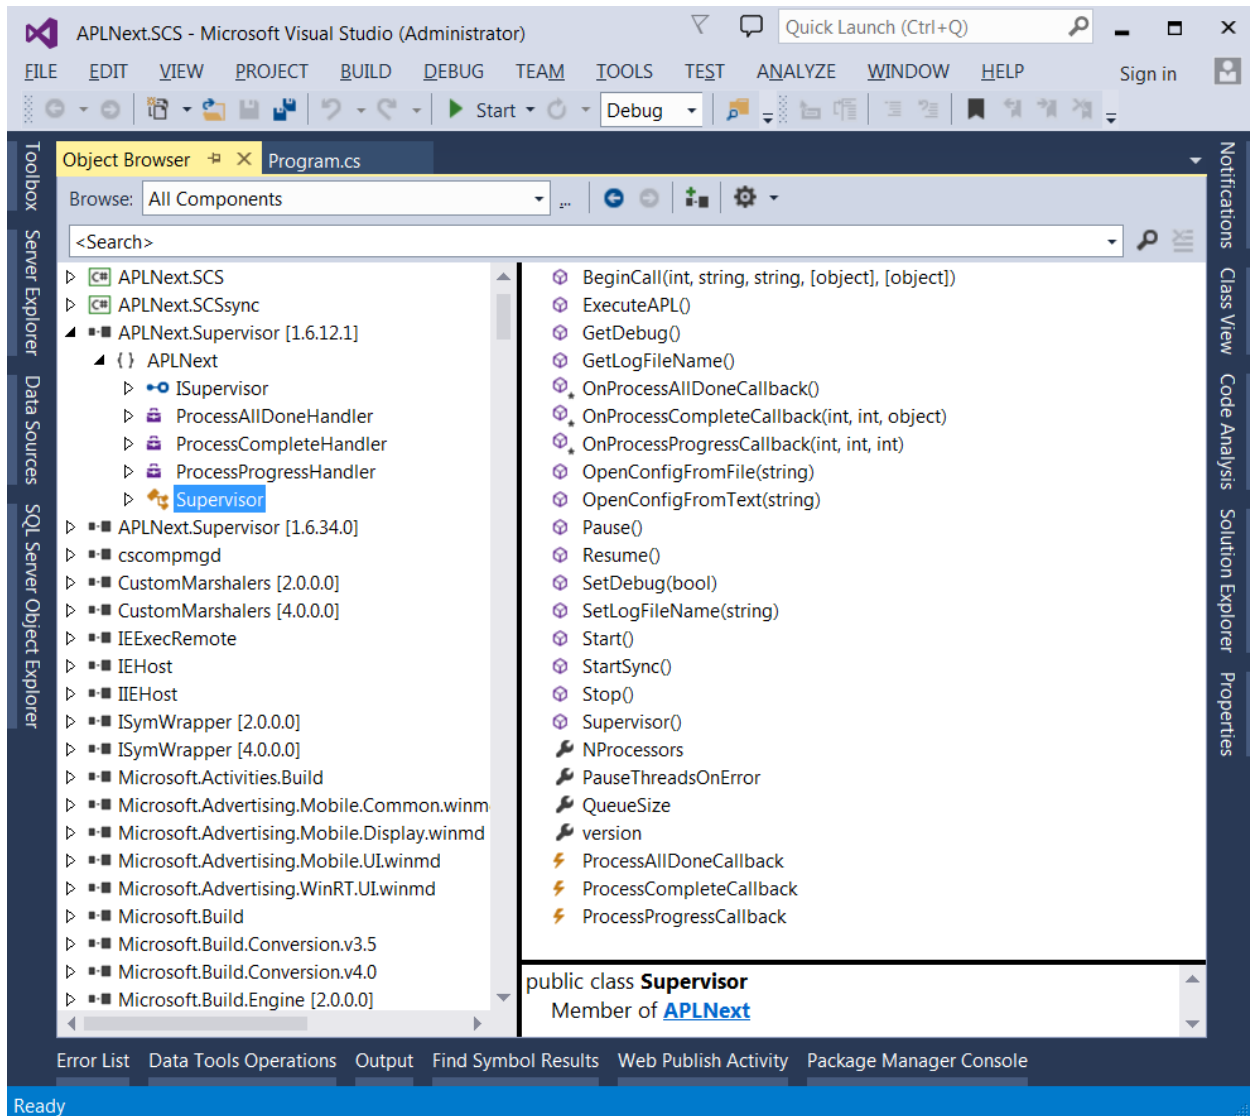 APLNext.SCS - Microsoft Visual Studio (Administrator)
Quick Launch (Ctrl+Q)
FILE EDIT VIEW PROJECT BUILD DEBUG TEAM TOOLS TEST ANALYZE WINDOW HELP
Sign in
Start
Debug
Toolbox
Server Explorer
Data Sources
SQL Server Object Explorer
Object Browser
Program.cs
Browse:
All Components
...
<Search>
C# APLNext.SCS
C# APLNext.SCSsync
APLNext.Supervisor [1.6.12.1]
{ } APLNext
ISupervisor
ProcessAllDoneHandler
ProcessCompleteHandler
ProcessProgressHandler
Supervisor
APLNext.Supervisor [1.6.34.0]
cscompmgd
CustomMarshalers [2.0.0.0]
CustomMarshalers [4.0.0.0]
IEExecRemote
IEHost
IIEHost
ISymWrapper [2.0.0.0]
ISymWrapper [4.0.0.0]
Microsoft.Activities.Build
Microsoft.Advertising.Mobile.Common.winm
Microsoft.Advertising.Mobile.Display.winmd
Microsoft.Advertising.Mobile.UI.winmd
Microsoft.Advertising.WinRT.UI.winmd
Microsoft.Build
Microsoft.Build.Conversion.v3.5
Microsoft.Build.Conversion.v4.0
Microsoft.Build.Engine [2.0.0.0]
BeginCall(int, string, string, [object], [object])
ExecuteAPL()
GetDebug()
GetLogFileName()
OnProcessAllDoneCallback()
OnProcessCompleteCallback(int, int, object)
OnProcessProgressCallback(int, int, int)
OpenConfigFromFile(string)
OpenConfigFromText(string)
Pause()
Resume()
SetDebug(bool)
SetLogFileName(string)
Start()
StartSync()
Stop()
Supervisor()
NProcessors
PauseThreadsOnError
QueueSize
version
ProcessAllDoneCallback
ProcessCompleteCallback
ProcessProgressCallback
public class Supervisor
Member of APLNext
Notifications
Class View
Code Analysis
Solution Explorer
Properties
Error List Data Tools Operations Output Find Symbol Results Web Publish Activity Package Manager Console
Ready